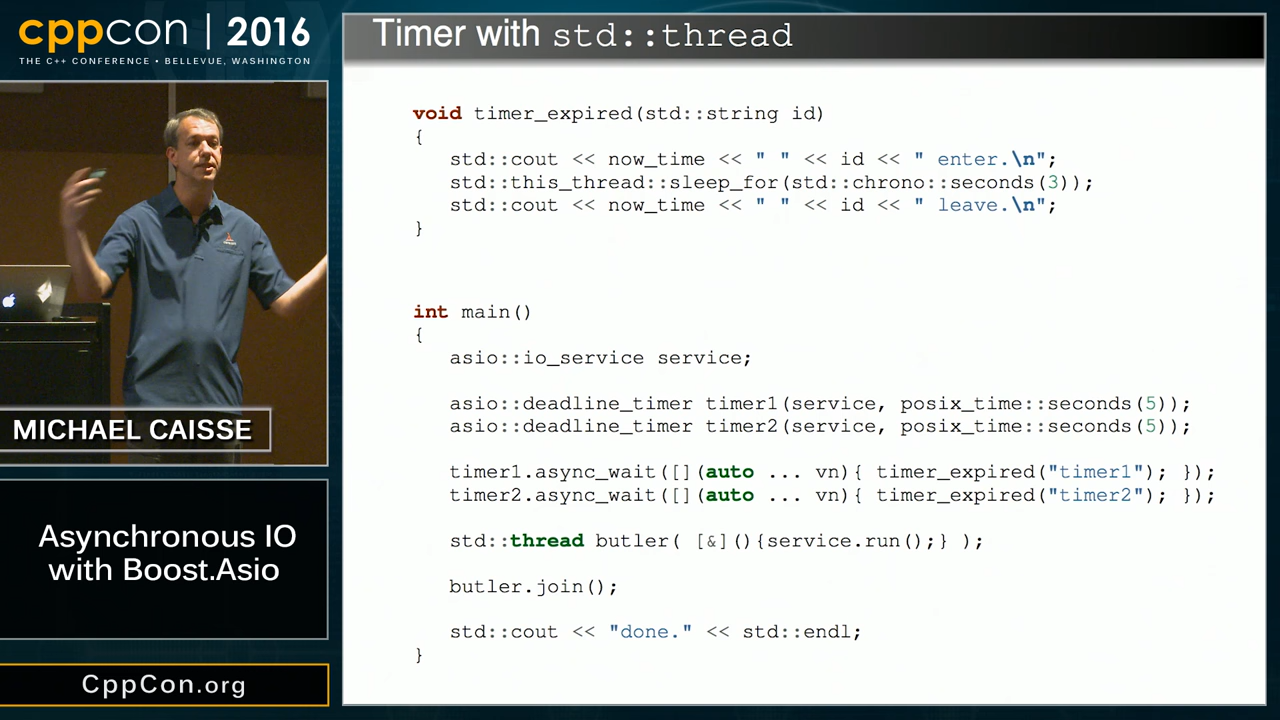 cppcon | 2016
THE C++ CONFERENCE • BELLEVUE, WASHINGTON
MICHAEL CAISSE
Asynchronous IO
with Boost.Asio
CppCon.org
Timer with std::thread
void timer_expired(std::string id)
{
   std::cout << now_time << " " << id << " enter.\n";
   std::this_thread::sleep_for(std::chrono::seconds(3));
   std::cout << now_time << " " << id << " leave.\n";
}
int main()
{
   asio::io_service service;
   asio::deadline_timer timer1(service, posix_time::seconds(5));
   asio::deadline_timer timer2(service, posix_time::seconds(5));
   timer1.async_wait([](auto ... vn){ timer_expired("timer1"); });
   timer2.async_wait([](auto ... vn){ timer_expired("timer2"); });
   std::thread butler( [&](){service.run();} );
   butler.join();
   std::cout << "done." << std::endl;
}